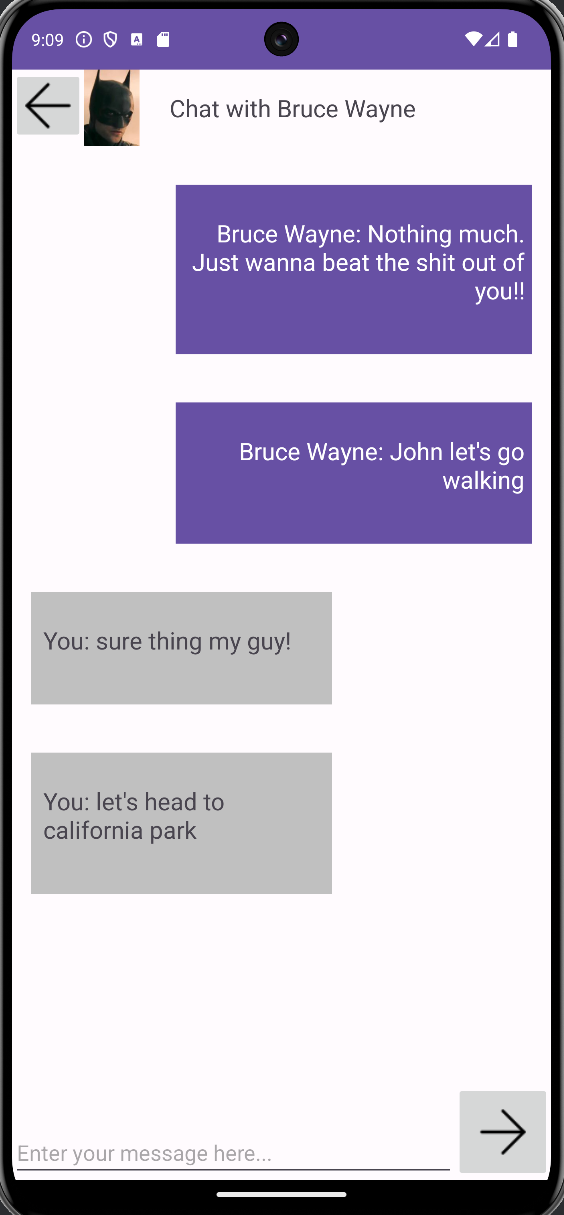 9:09
Chat with Bruce Wayne
Bruce Wayne: Nothing much.
Just wanna beat the shit out of
you!!
Bruce Wayne: John let's go
walking
You: sure thing my guy!
You: let's head to
california park
Enter your message here...